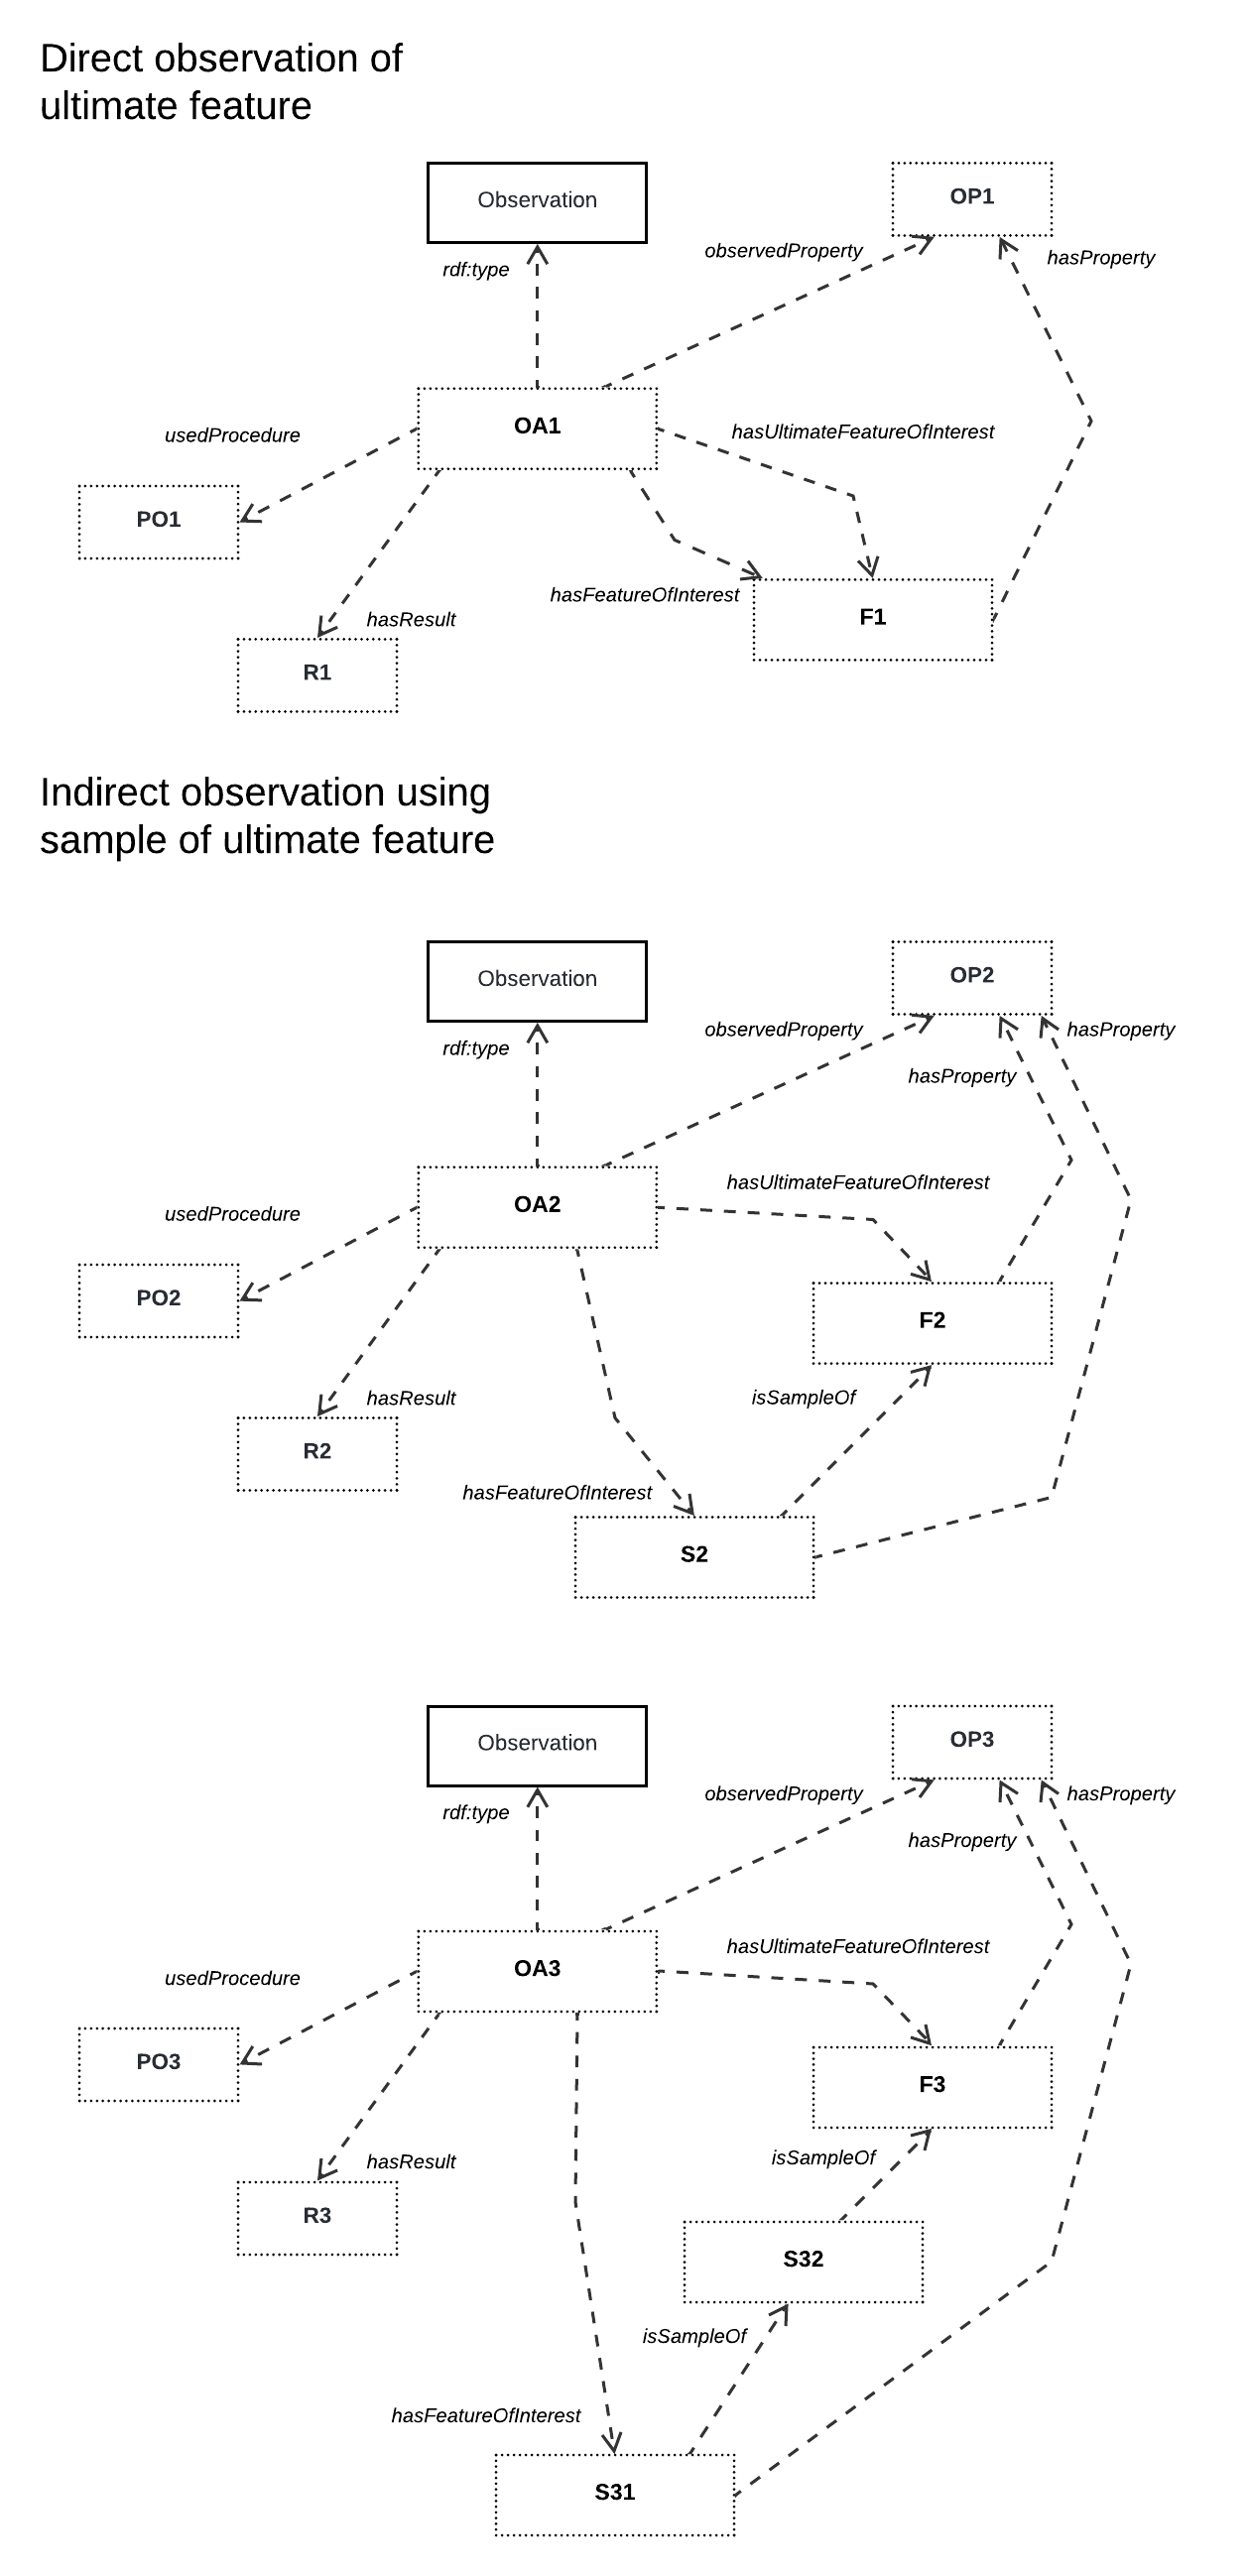 Direct observation of
ultimate feature
Observation
OP1
observedProperty
hasProperty
rdf:type
OA1
usedProcedure
hasUltimateFeatureOfInterest
PO1
hasFeatureOfInterest
F1
hasResult
R1
Indirect observation using
sample of ultimate feature
Observation
OP2
observedProperty
hasProperty
rdf:type
hasProperty
hasUltimateFeatureOfInterest
OA2
usedProcedure
PO2
F2
hasResult
isSampleOf
R2
hasFeatureOfInterest
S2
Observation
OP3
observedProperty
hasProperty
rdf:type
hasProperty
hasUltimateFeatureOfInterest
OA3
usedProcedure
PO3
F3
hasResult
isSampleOf
R3
S32
isSampleOf
hasFeatureOfInterest
S31